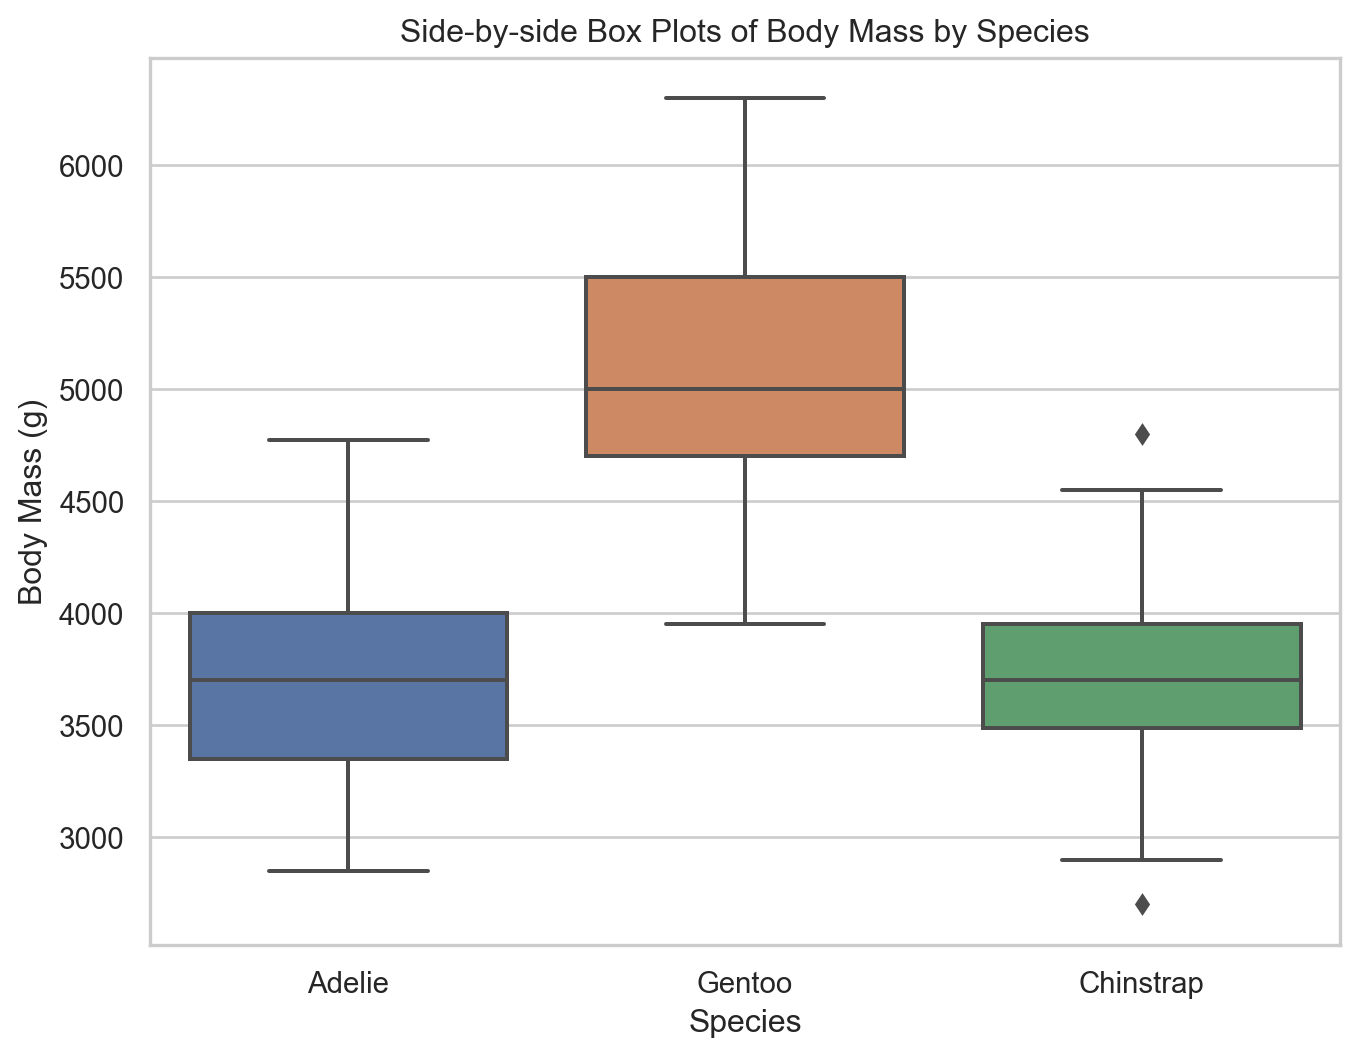 Side-by-side Box Plots of Body Mass by Species
Body Mass (g)
6000
5500
5000
4500
4000
3500
3000
Adelie Gentoo Chinstrap
Species